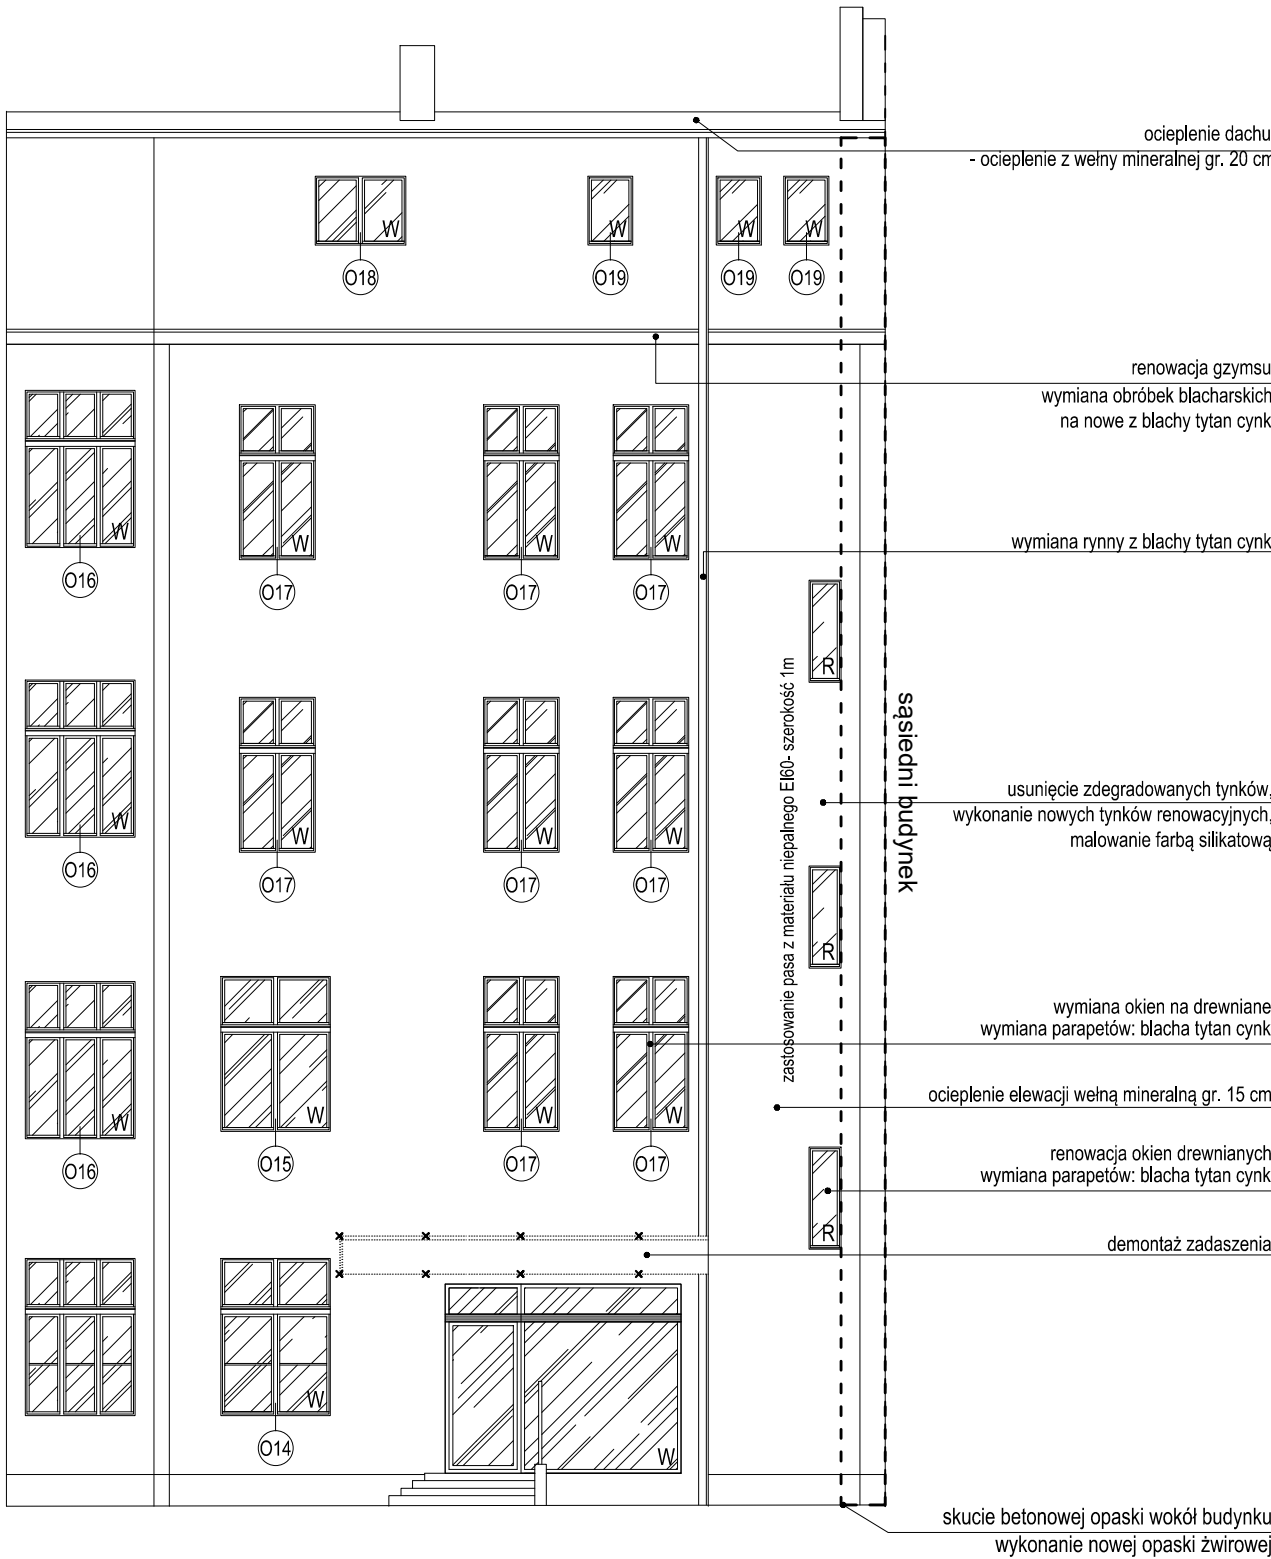 ocieplenie dachu
- ocieplenie z wełny mineralnej gr. 20 cm
W W W W
O18 O19 O19 O19
renowacja gzymsu
wymiana obróbek blacharskich
na nowe z blachy tytan cynk
W W W W
O16 O17 O17 O17
wymiana rynny z blachy tytan cynk
R
zastosowanie pasa z materiału niepalnego EI60- szerokość 1m
sąsiedni budynek
W W W W
O16 O17 O17 O17
usunięcie zdegradowanych tynków,
wykonanie nowych tynków renowacyjnych,
malowanie farbą silikatową
R
wymiana okien na drewniane
wymiana parapetów: blacha tytan cynk
W W W W
O16 O15 O17 O17
ocieplenie elewacji wełną mineralną gr. 15 cm
renowacja okien drewnianych
wymiana parapetów: blacha tytan cynk
R
demontaż zadaszenia
W W
O14
skucie betonowej opaski wokół budynku
wykonanie nowej opaski żwirowej